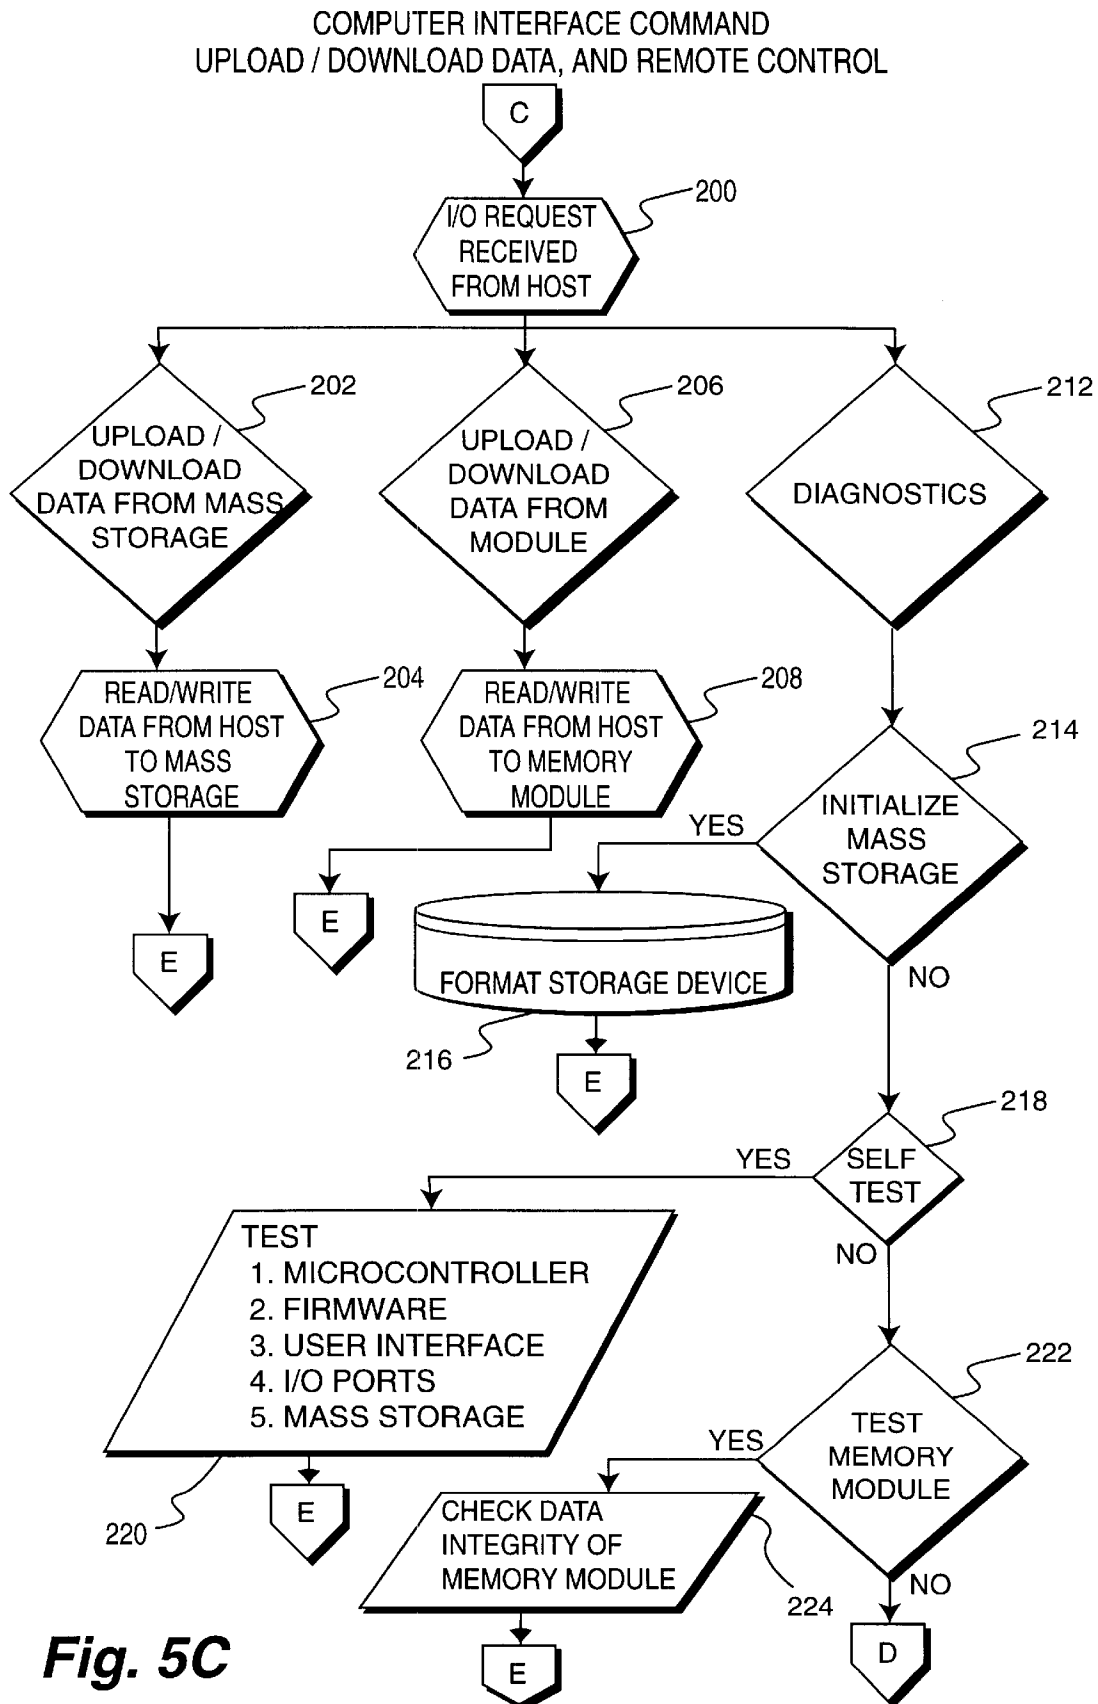 COMPUTER INTERFACE COMMAND
UPLOAD / DOWNLOAD DATA, AND REMOTE CONTROL
C
200
I/O REQUEST
RECEIVED
FROM HOST
202
UPLOAD /
DOWNLOAD
DATA FROM MASS
STORAGE
206
UPLOAD /
DOWNLOAD
DATA FROM
MODULE
212
DIAGNOSTICS
204
READ/WRITE
DATA FROM HOST
TO MASS
STORAGE
208
READ/WRITE
DATA FROM HOST
TO MEMORY
MODULE
214
INITIALIZE
MASS
STORAGE
YES
NO
E
E
FORMAT STORAGE DEVICE
216
E
218
SELF
TEST
YES
NO
TEST
1. MICROCONTROLLER
2. FIRMWARE
3. USER INTERFACE
4. I/O PORTS
5. MASS STORAGE
220
E
222
TEST
MEMORY
MODULE
YES
NO
CHECK DATA
INTEGRITY OF
MEMORY MODULE
224
E
D
Fig. 5C